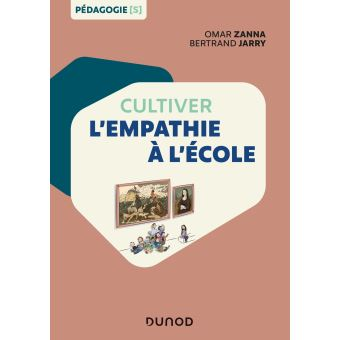 PÉDAGOGIE [S]
OMAR ZANNA
BERTRAND JARRY
CULTIVER
L'EMPATHIE
À L'ÉCOLE
DUNOD